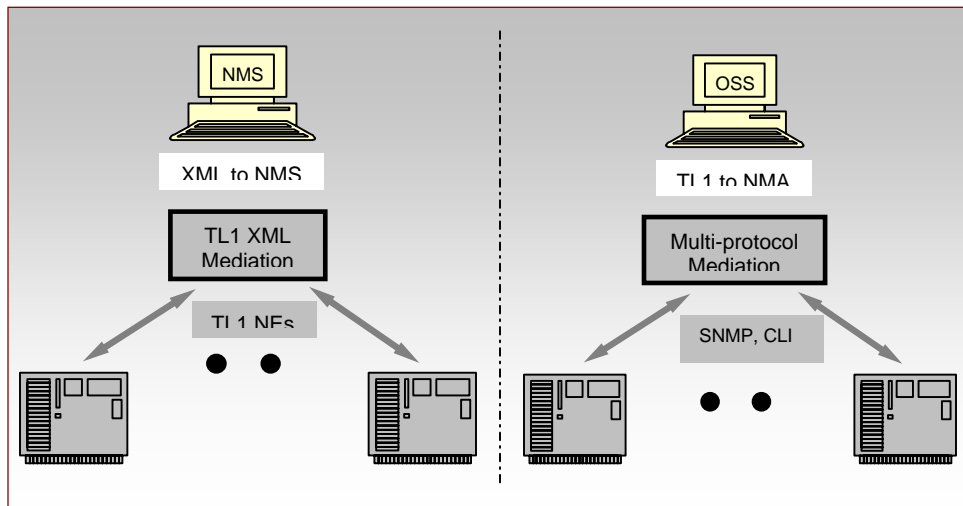 NMS
XML to NMS
TL1 XML
Mediation
TL1 NEs
OSS
TL1 to NMA
Multi-protocol
Mediation
SNMP, CLI